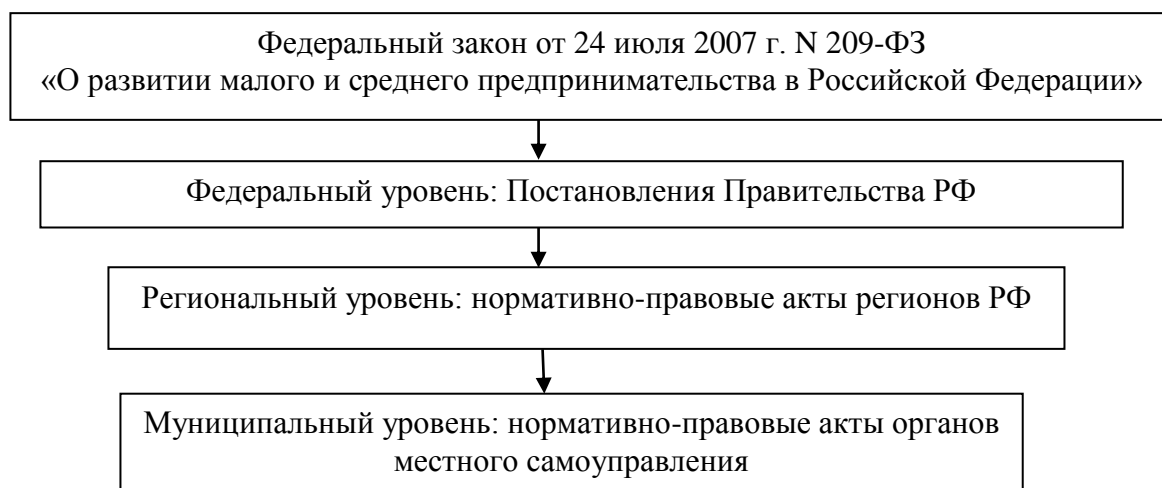 Федеральный закон от 24 июля 2007 г. N 209-ФЗ
«О развитии малого и среднего предпринимательства в Российской Федерации»
Федеральный уровень: Постановления Правительства РФ
Региональный уровень: нормативно-правовые акты регионов РФ
Муниципальный уровень: нормативно-правовые акты органов
местного самоуправления